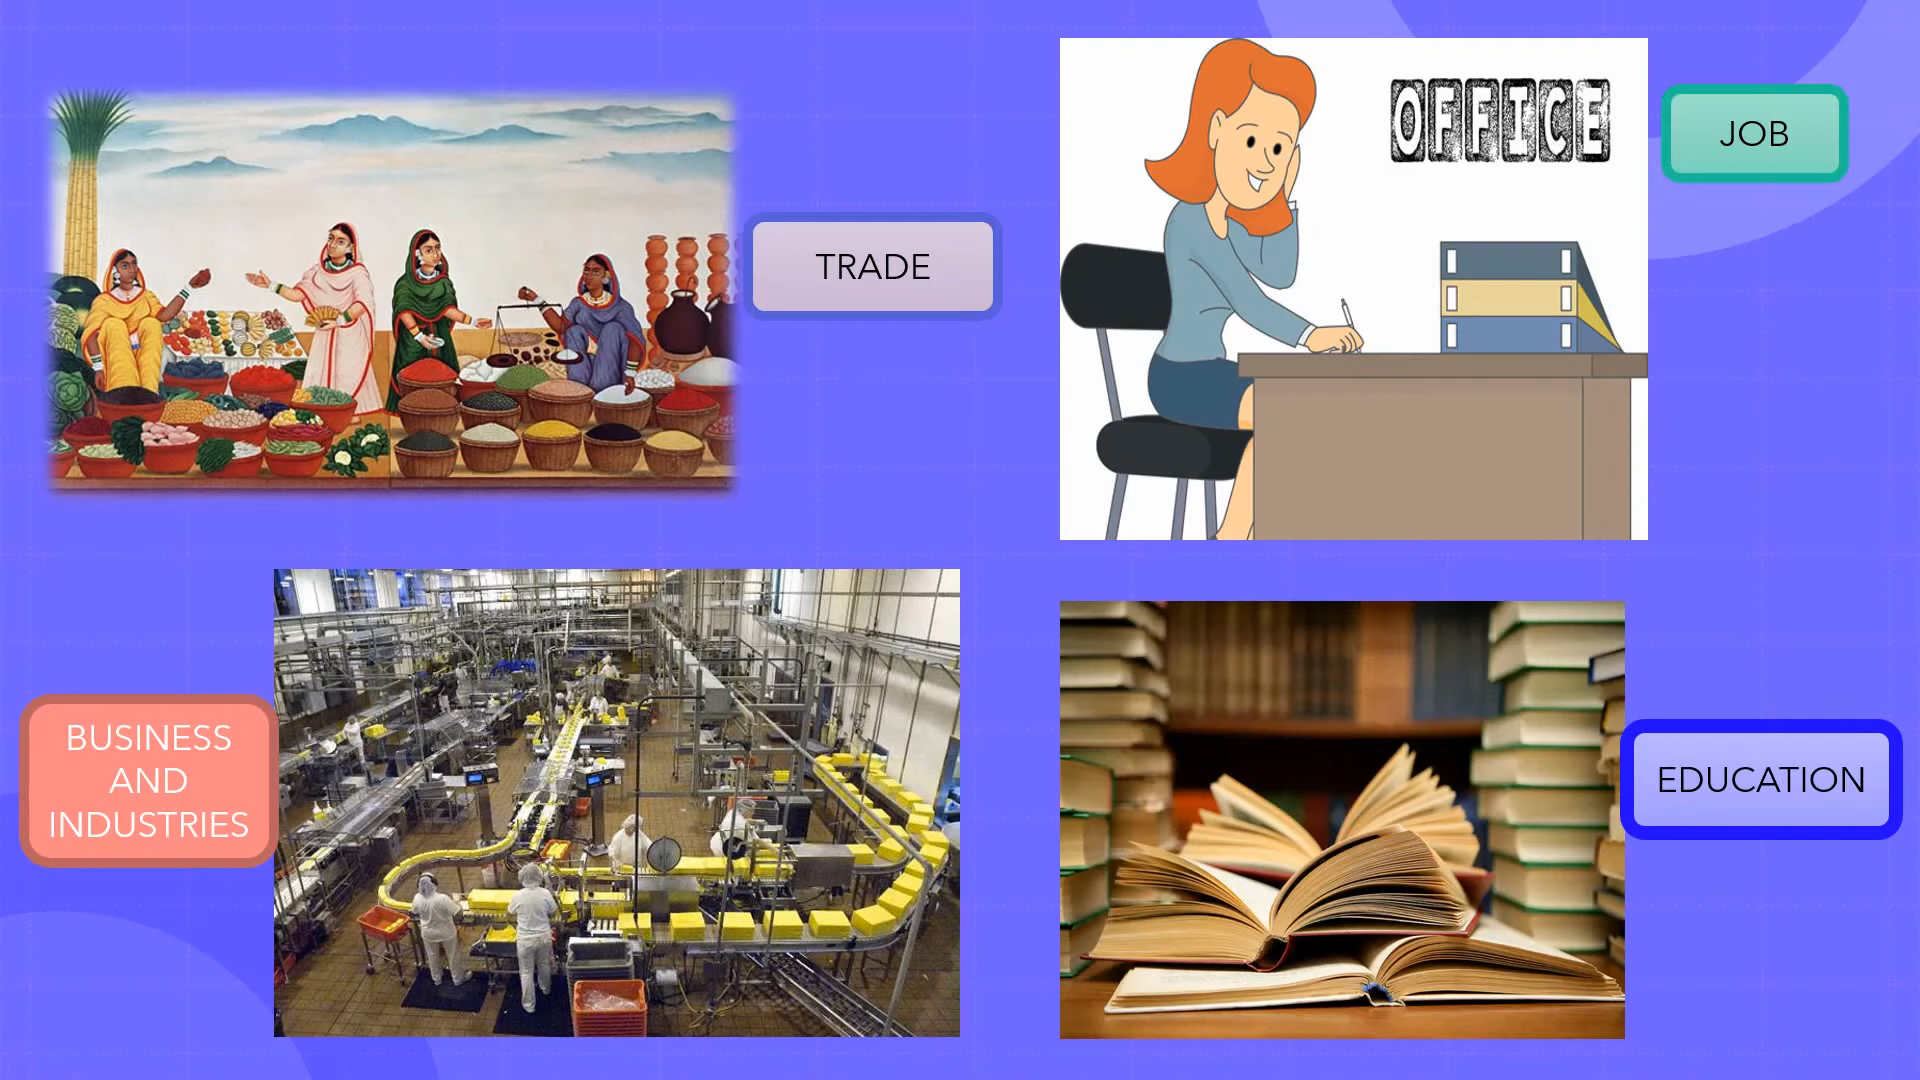 OFFICE
JOB
TRADE
BUSINESS
AND
INDUSTRIES
EDUCATION